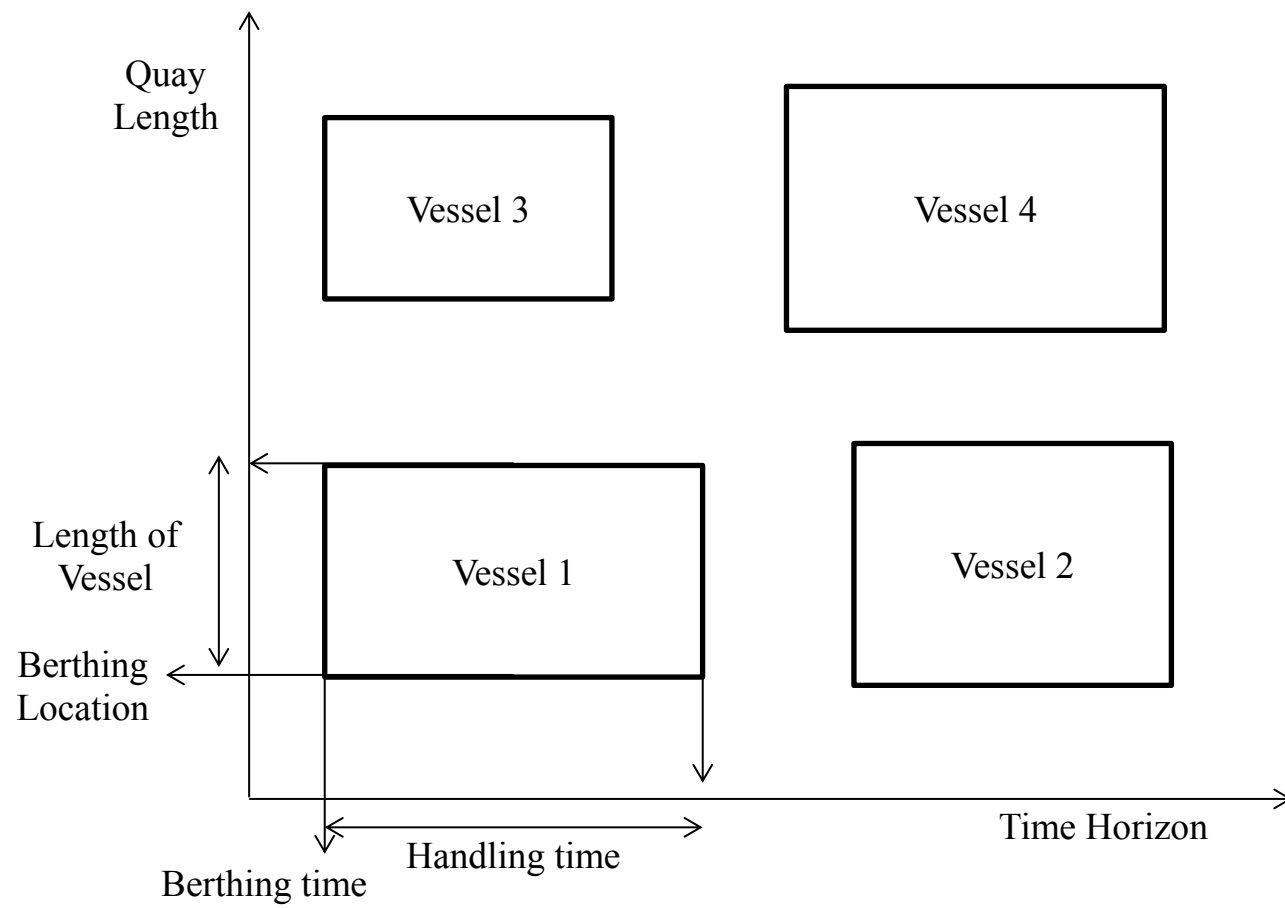 Quay
Length
Vessel 3
Vessel 4
Length of
Vessel
Vessel 1
Vessel 2
Berthing
Location
Time Horizon
Handling time
Berthing time